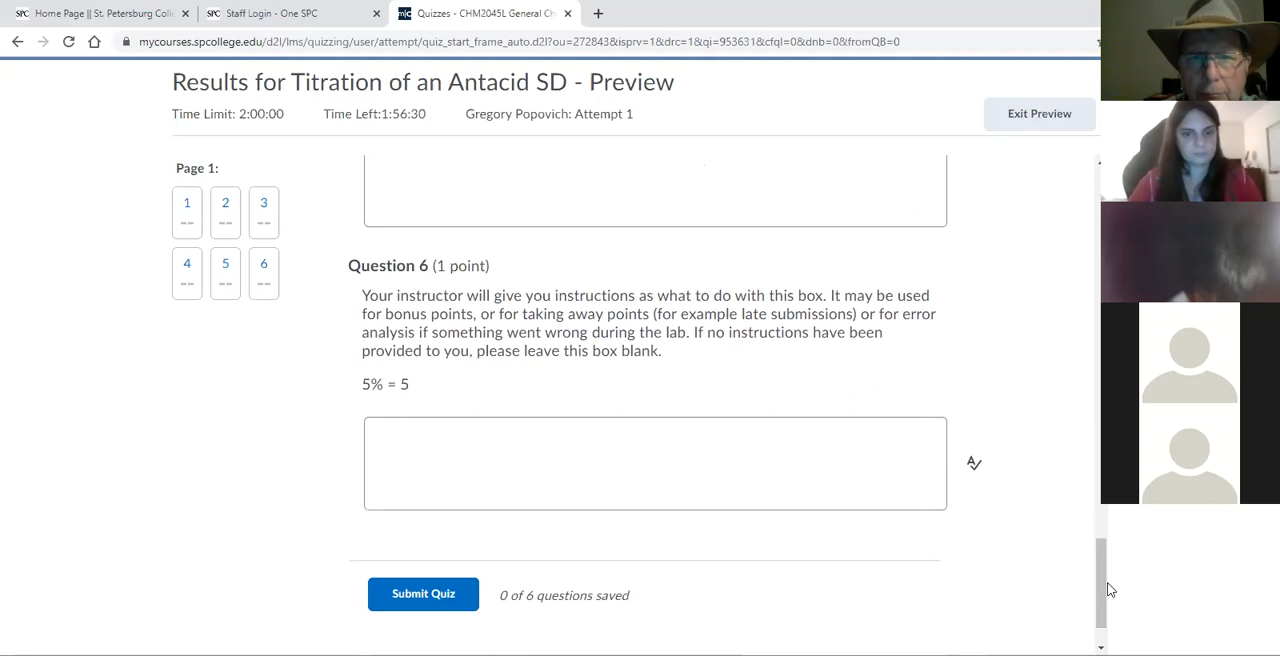 SPC Home Page || St. Petersburg Coll
SPC Staff Login - One SPC
m|c Quizzes - CHM2045L General Ch
mycourses.spcollege.edu/d2l/lms/quizzing/user/attempt/quiz_start_frame_auto.d2l?ou=272843&isprv=1&drc=1&qi=953631&cfql=0&dnb=0&fromQB=0
Results for Titration of an Antacid SD - Preview
Time Limit: 2:00:00 Time Left:1:56:30 Gregory Popovich: Attempt 1
Exit Preview
Page 1:
1 2 3
-- -- --
4 5 6
-- -- --
Question 6 (1 point)
Your instructor will give you instructions as what to do with this box. It may be used
for bonus points, or for taking away points (for example late submissions) or for error
analysis if something went wrong during the lab. If no instructions have been
provided to you, please leave this box blank.
5% = 5
Submit Quiz 0 of 6 questions saved